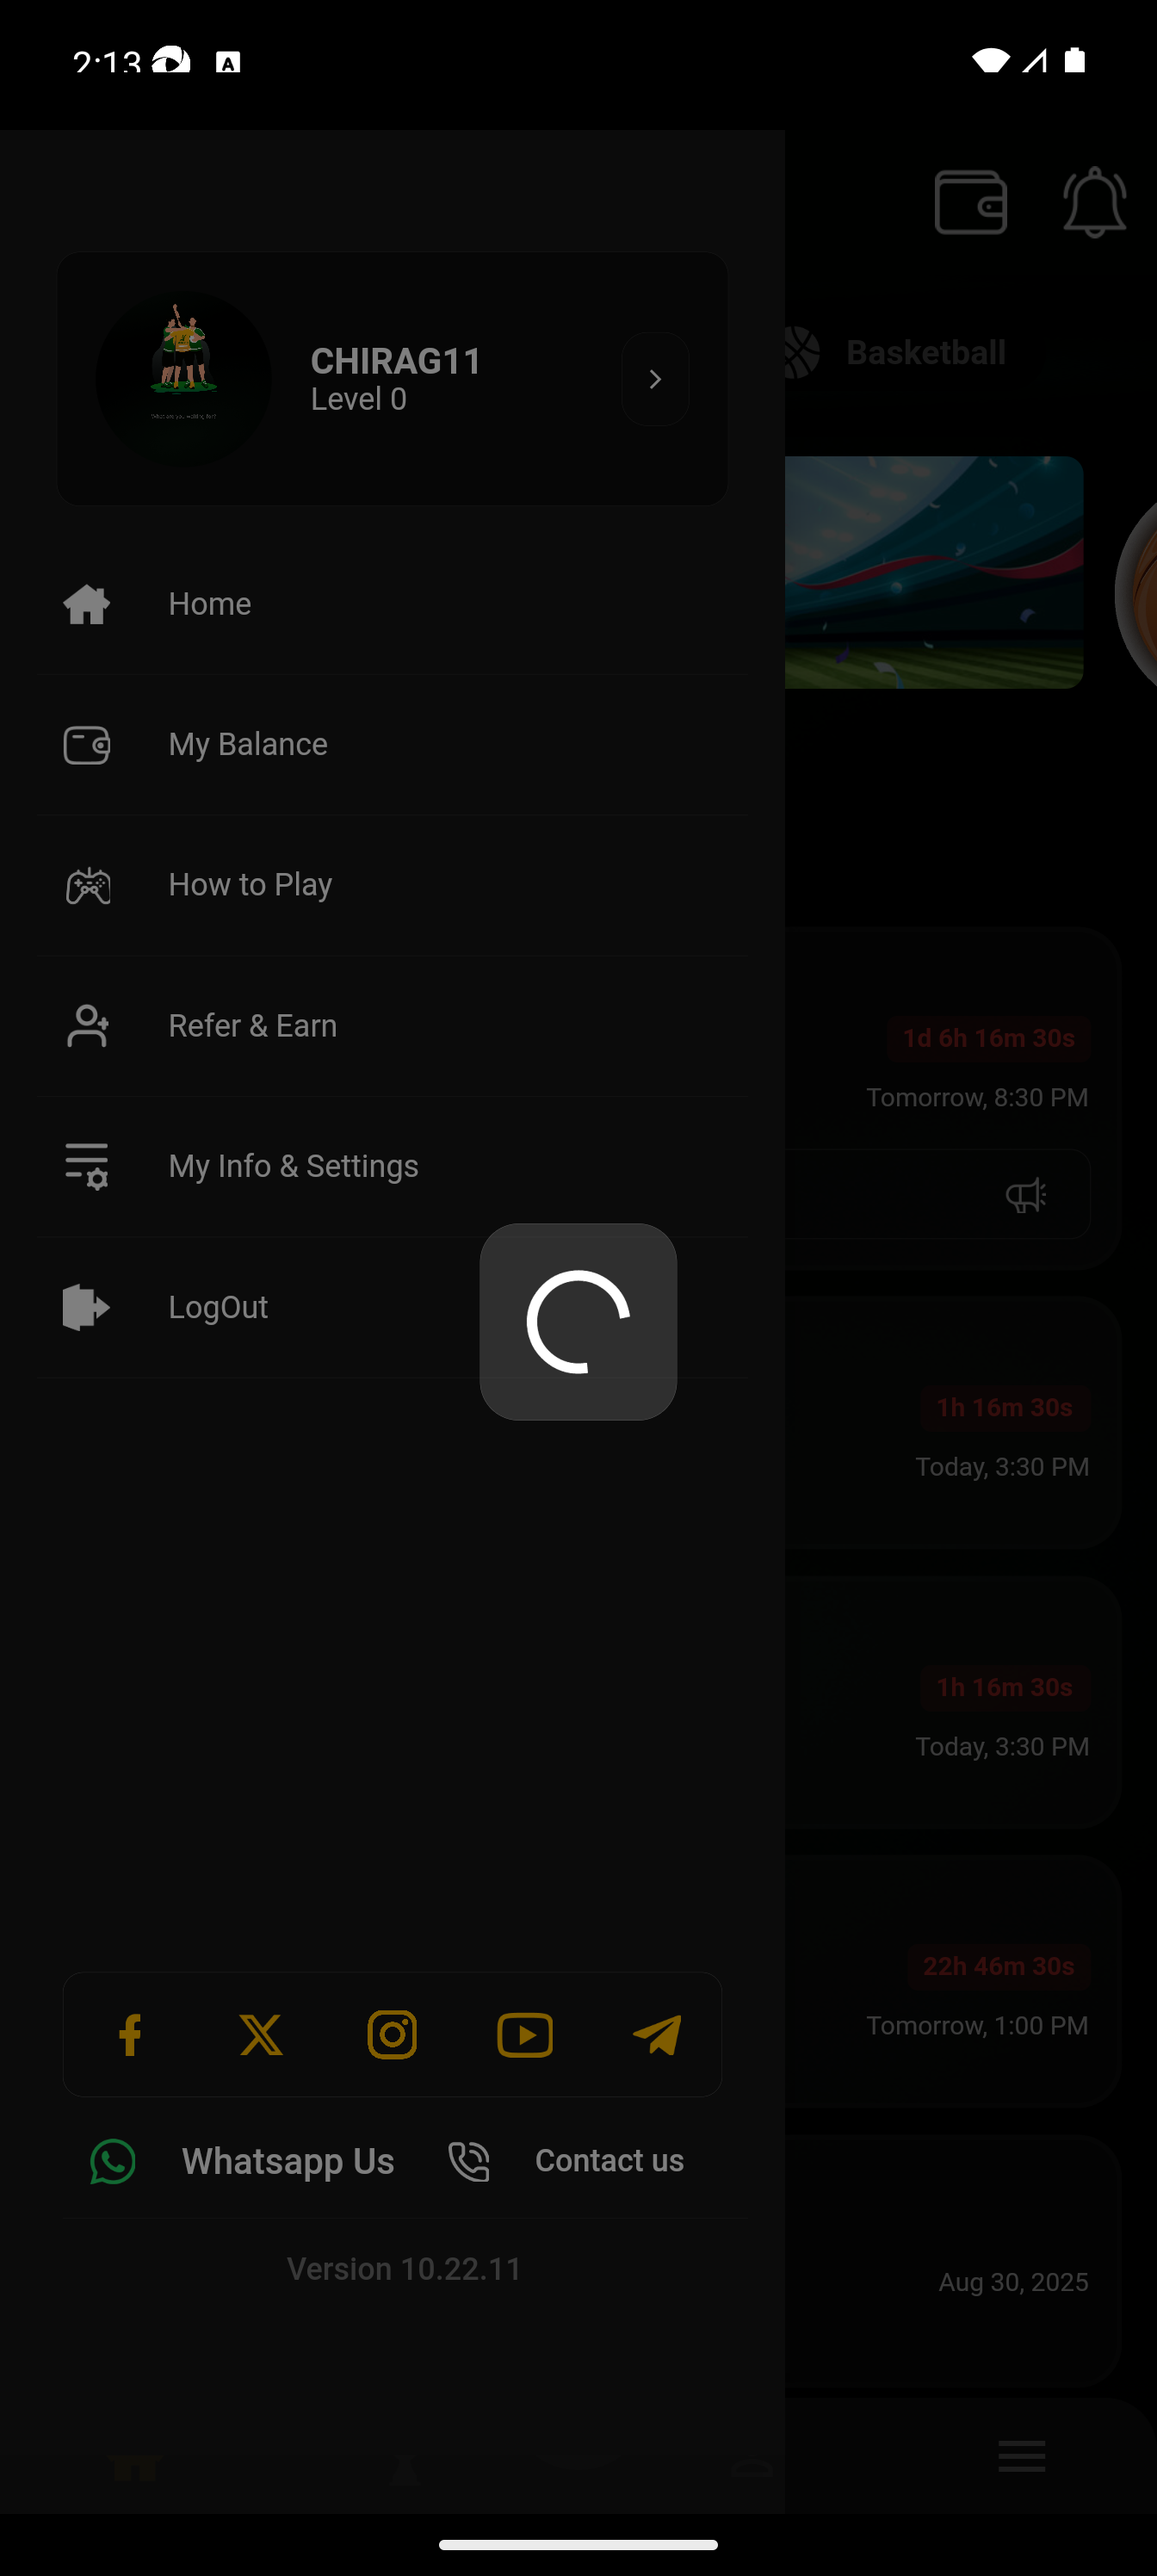 2:13
A
Basketball
CHIRAG11
Level 0
Home
My Balance
How to Play
Refer & Earn
My Info & Settings
LogOut
1d 6h 16m 30s
Tomorrow, 8:30 PM
1h 16m 30s
Today, 3:30 PM
1h 16m 30s
Today, 3:30 PM
22h 46m 30s
Tomorrow, 1:00 PM
Whatsapp Us
Contact us
Version 10.22.11
Aug 30, 2025